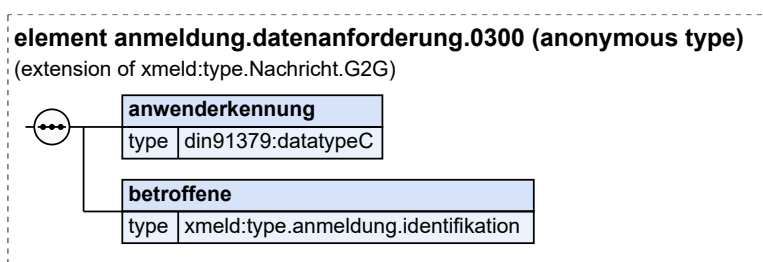 element anmeldung.datenanforderung.0300 (anonymous type)
(extension of xmeld:type.Nachricht.G2G)
anwenderkennung
type din91379:datatypeC
betroffene
type xmeld:type.anmeldung.identifikation